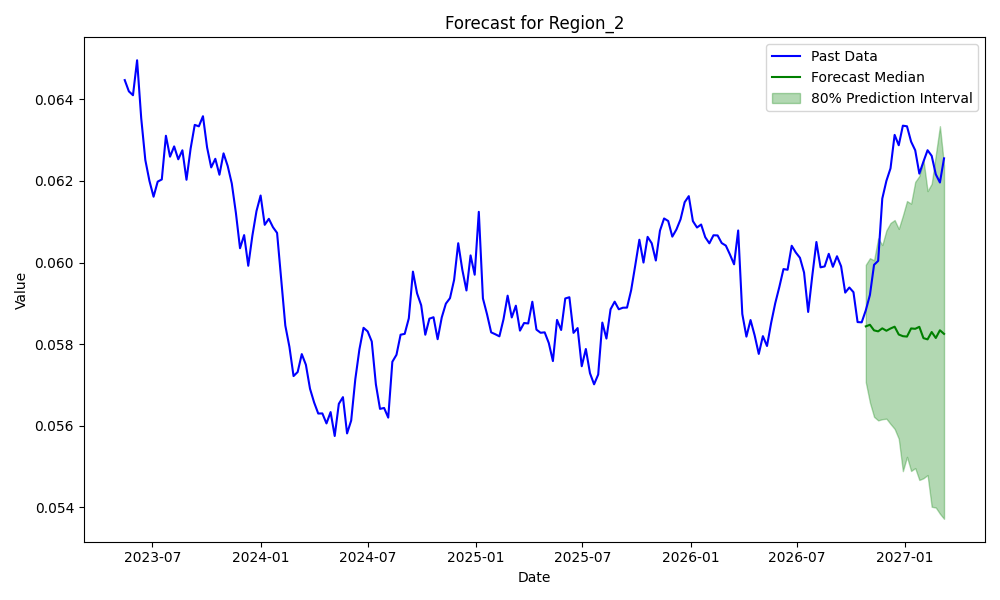 Forecast for Region_2
Past Data
Forecast Median
80% Prediction Interval
0.064
0.062
0.060
0.058
0.056
0.054
Value
2023-07
2024-01
2024-07
2025-01
2025-07
2026-01
2026-07
2027-01
Date